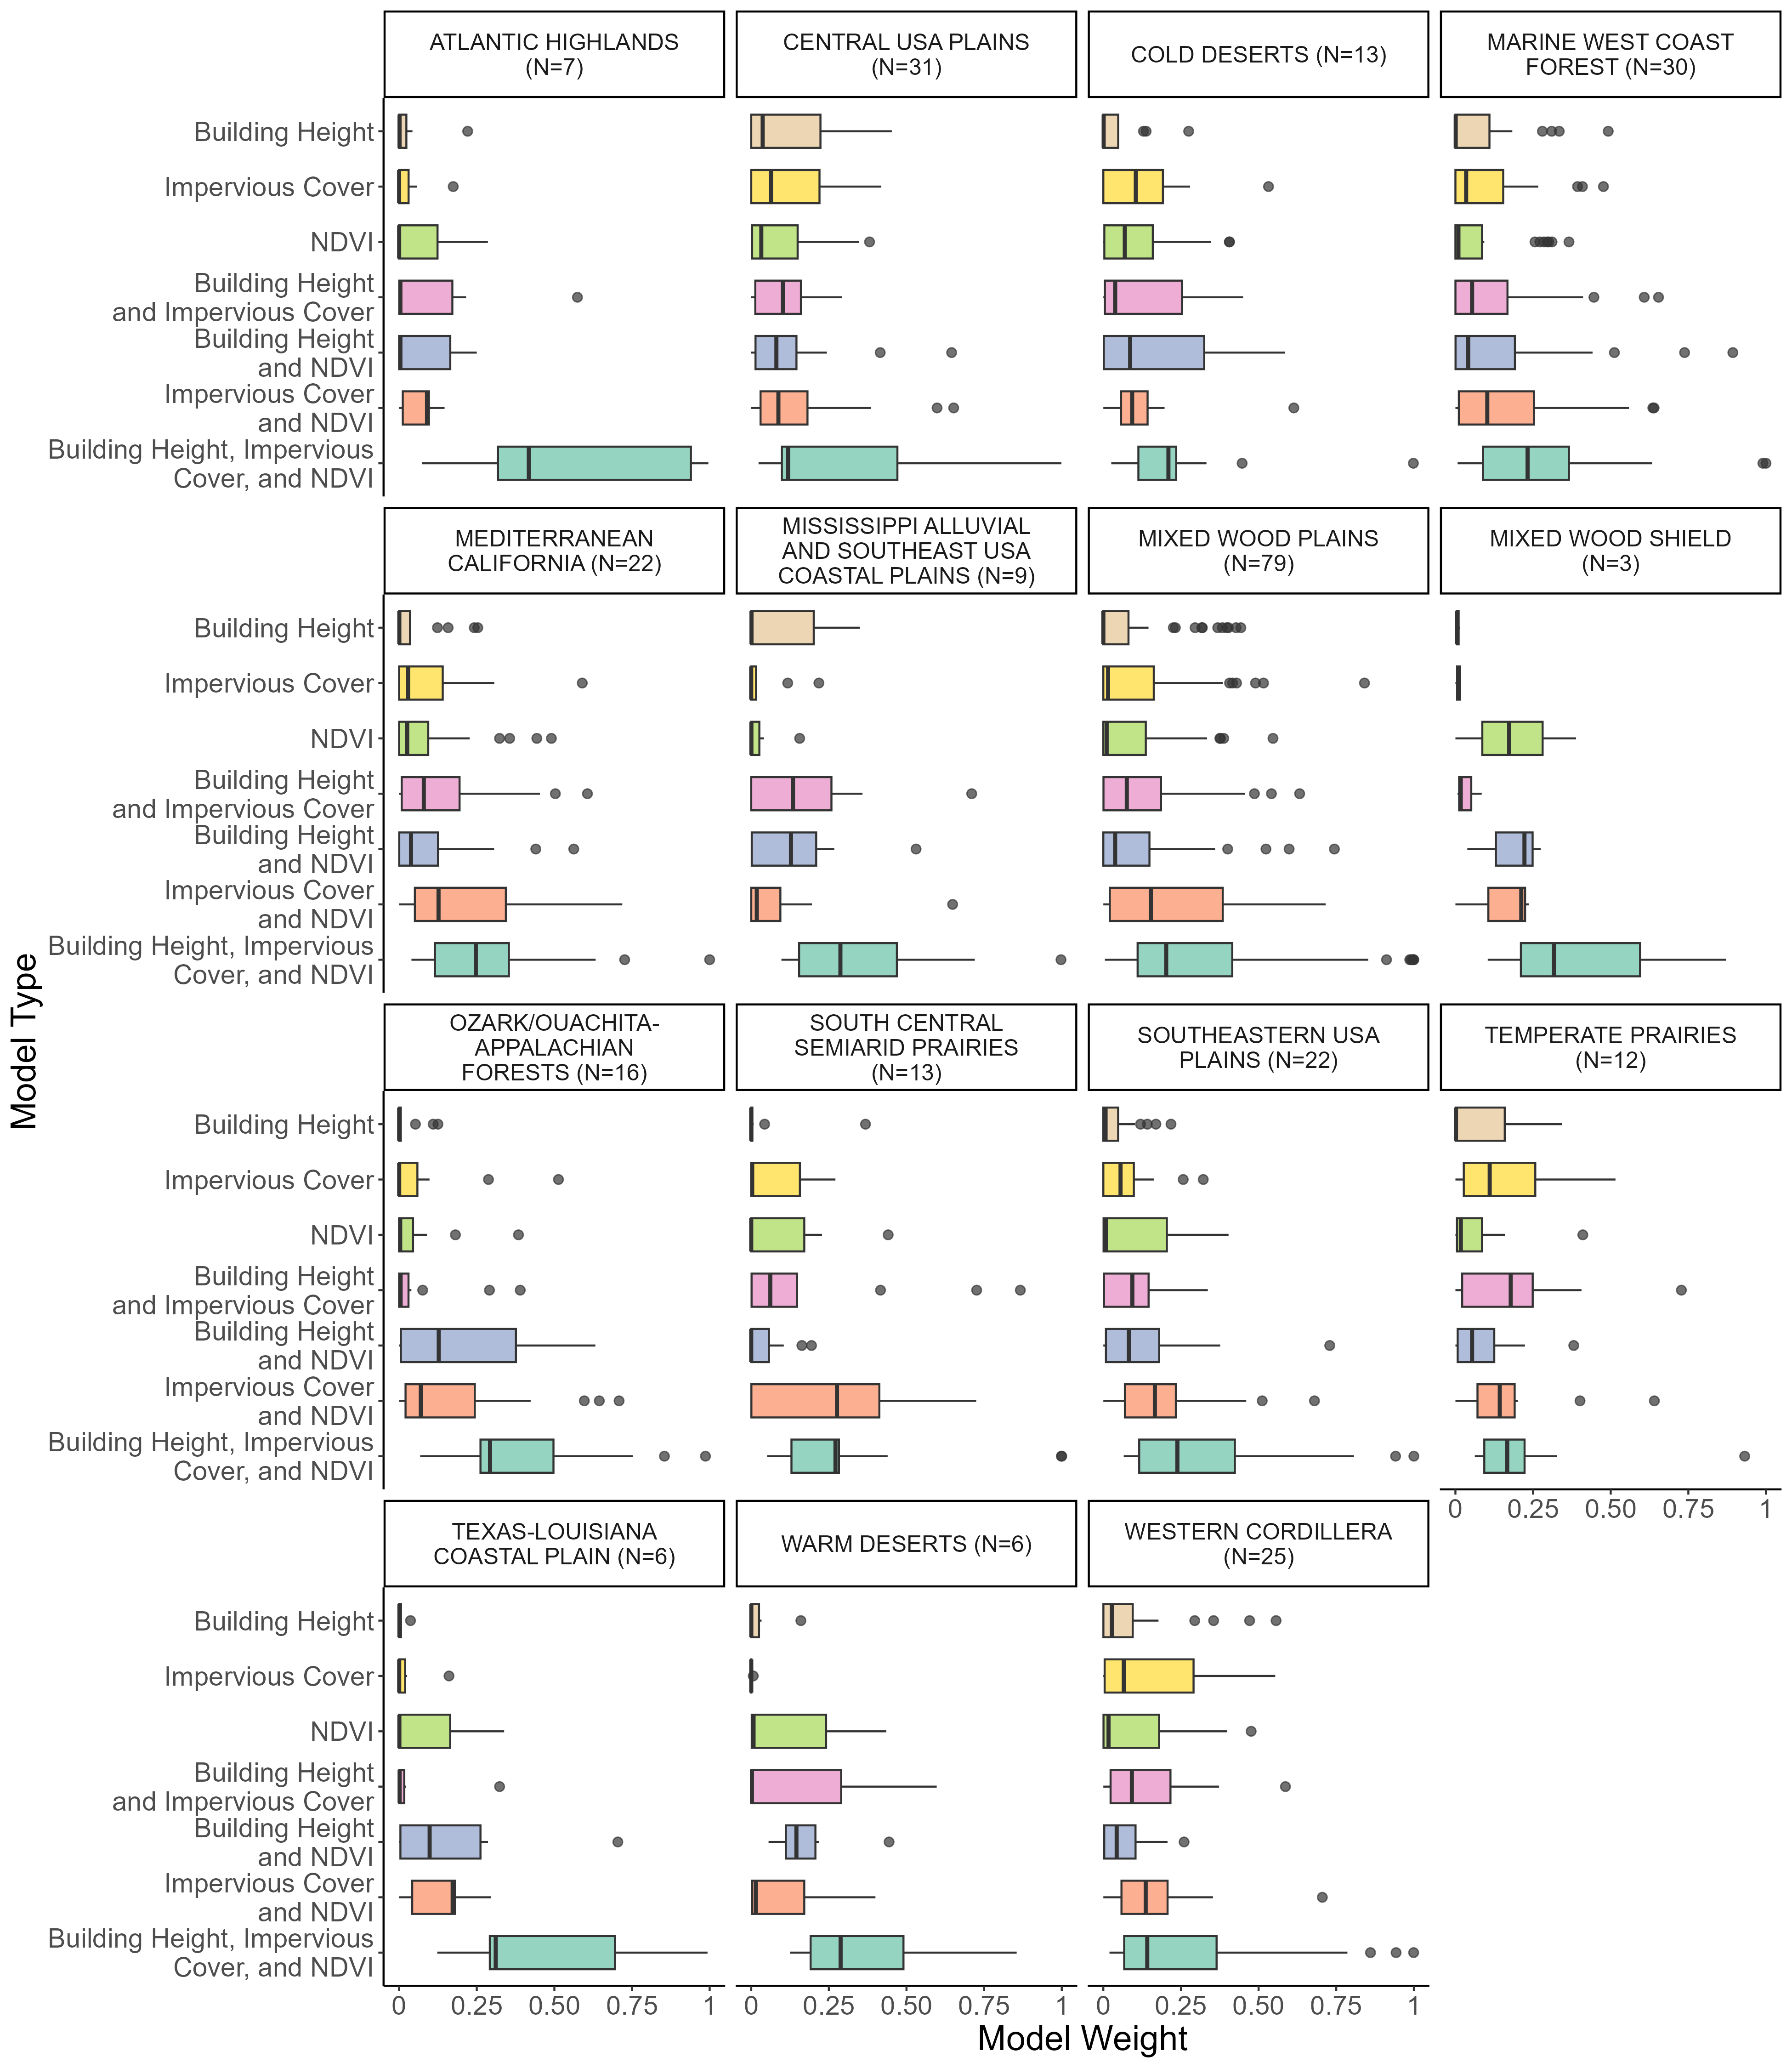 ATLANTIC HIGHLANDS
(N=7)
CENTRAL USA PLAINS
(N=31)
COLD DESERTS (N=13)
MARINE WEST COAST
FOREST (N=30)
Building Height
Impervious Cover
NDVI
Building Height
and Impervious Cover
Building Height
and NDVI
Impervious Cover
and NDVI
Building Height, Impervious
Cover, and NDVI
MEDITERRANEAN
CALIFORNIA (N=22)
MISSISSIPPI ALLUVIAL
AND SOUTHEAST USA
COASTAL PLAINS (N=9)
MIXED WOOD PLAINS
(N=79)
MIXED WOOD SHIELD
(N=3)
Building Height
Impervious Cover
NDVI
Building Height
and Impervious Cover
Building Height
and NDVI
Impervious Cover
and NDVI
Building Height, Impervious
Cover, and NDVI
Model Type
OZARK/OUACHITA-
APPALACHIAN
FORESTS (N=16)
SOUTH CENTRAL
SEMIARID PRAIRIES
(N=13)
SOUTHEASTERN USA
PLAINS (N=22)
TEMPERATE PRAIRIES
(N=12)
Building Height
Impervious Cover
NDVI
Building Height
and Impervious Cover
Building Height
and NDVI
Impervious Cover
and NDVI
Building Height, Impervious
Cover, and NDVI
0 0.25 0.50 0.75 1
TEXAS-LOUISIANA
COASTAL PLAIN (N=6)
WARM DESERTS (N=6)
WESTERN CORDILLERA
(N=25)
Building Height
Impervious Cover
NDVI
Building Height
and Impervious Cover
Building Height
and NDVI
Impervious Cover
and NDVI
Building Height, Impervious
Cover, and NDVI
0 0.25 0.50 0.75 1
0 0.25 0.50 0.75 1
0 0.25 0.50 0.75 1
Model Weight